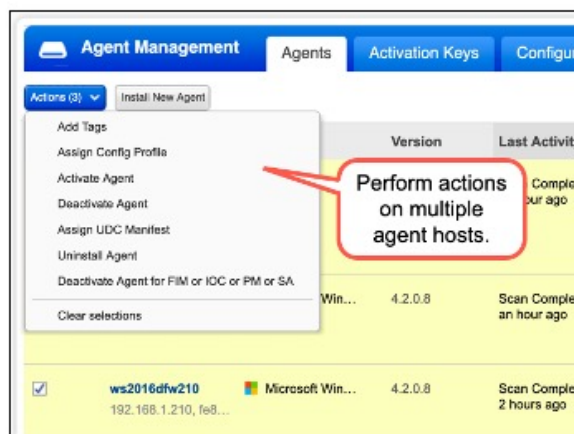 Agent Management
Agents
Activation Keys
Configur
Actions (3)
Install New Agent
Version
Last Activit
Add Tags
Assign Config Profile
Activate Agent
Deactivate Agent
Assign UDC Manifest
Uninstall Agent
Deactivate Agent for FIM or IOC or PM or SA
Clear selections
Perform actions
on multiple
agent hosts.
Comple
our ago
Win...
4.2.0.8
Scan Comple
an hour ago
ws2016dfw210
Microsoft Win...
4.2.0.8
Scan Comple
192.168.1.210, fe8...
2 hours ago